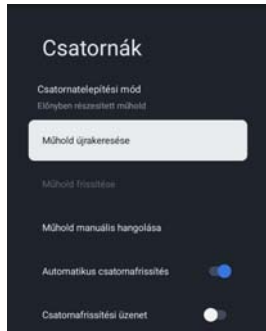 Csatornák
Csatornatelepítési mód
Előnyben részesített műhold
Műhold újrakeresése
Műhold frissítése
Műhold manuális hangolása
Automatikus csatornafrissítés
Csatornafrissítési üzenet